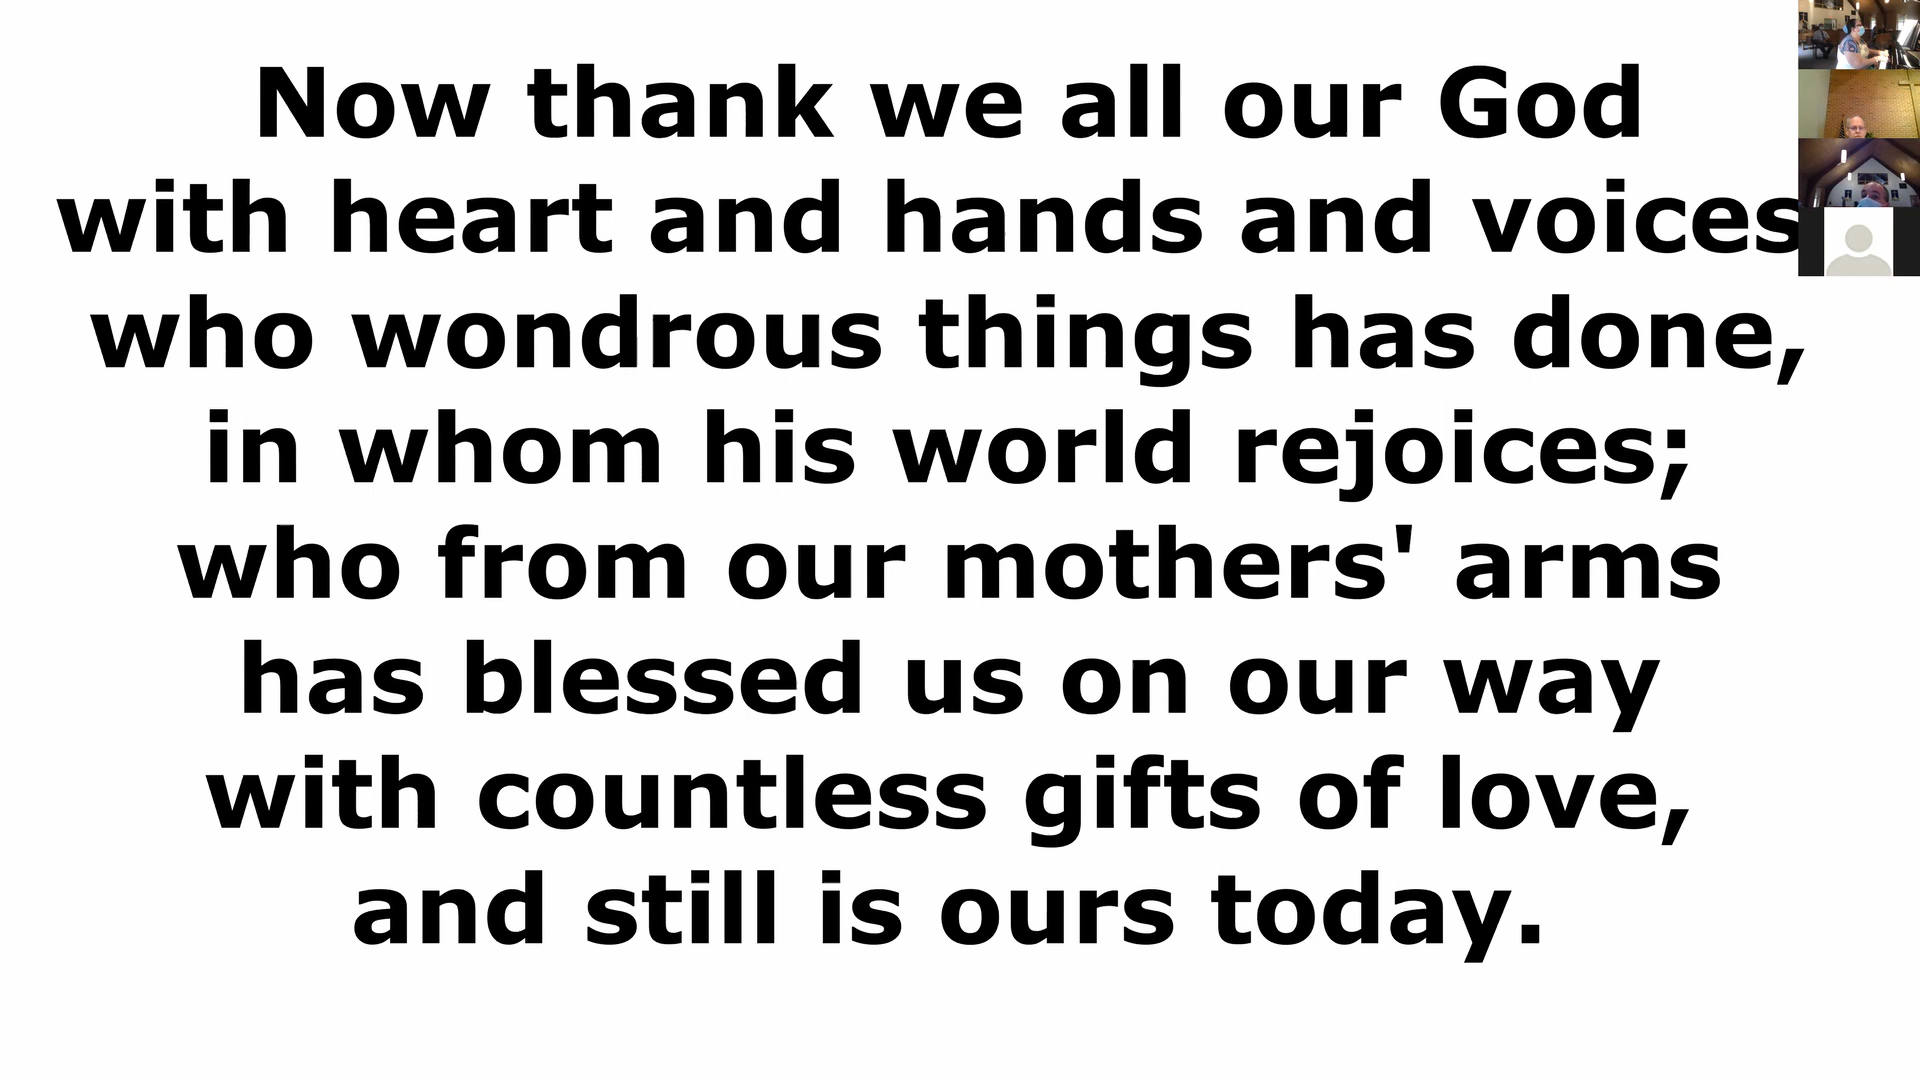 Now thank we all our God
with heart and hands and voices
who wondrous things has done,
in whom his world rejoices;
who from our mothers' arms
has blessed us on our way
with countless gifts of love,
and still is ours today.